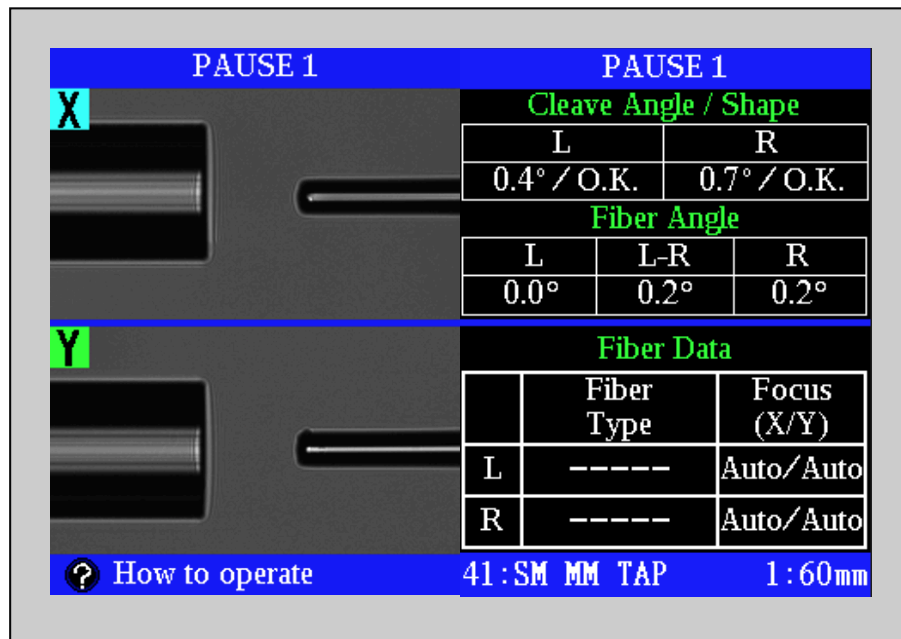 PAUSE 1
X
Y
? How to operate
PAUSE 1
Cleave Angle / Shape
L R
0.4° / O.K. 0.7° / O.K.
Fiber Angle
L L-R R
0.0° 0.2° 0.2°
Fiber Data
Fiber Type Focus (X/Y)
L ----- Auto/Auto
R ----- Auto/Auto
41:SM MM TAP 1:60mm